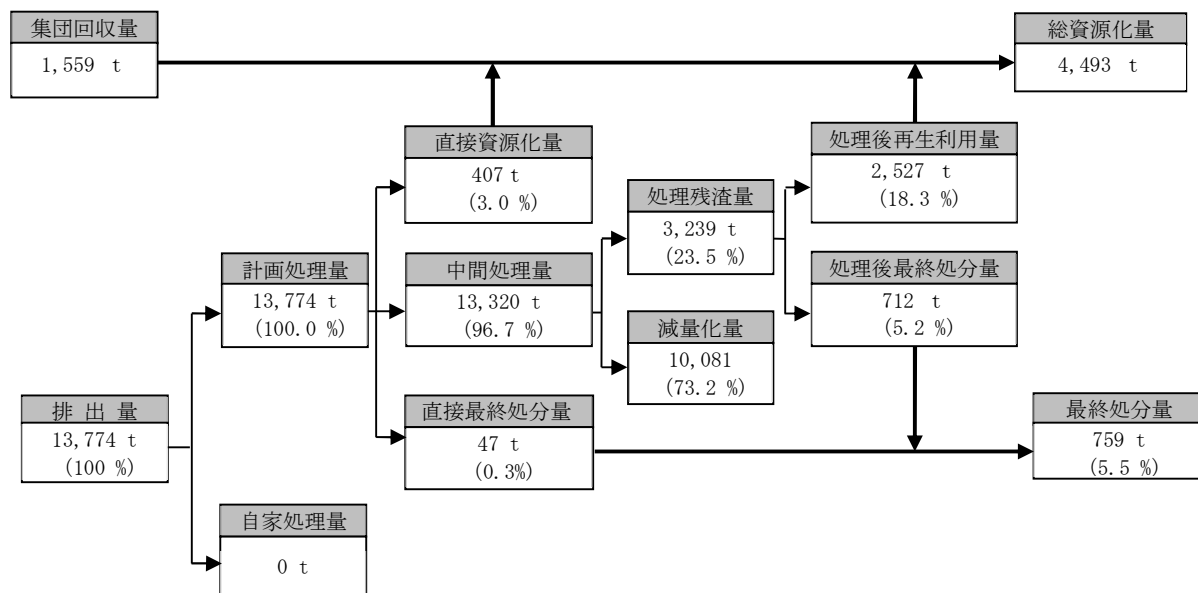 集団回収量
1,559 t
総資源化量
4,493 t
直接資源化量
407 t
(3.0 %)
処理後再生利用量
2,527 t
(18.3 %)
処理残渣量
3,239 t
(23.5 %)
計画処理量
13,774 t
(100.0 %)
中間処理量
13,320 t
(96.7 %)
処理後最終処分量
712 t
(5.2 %)
減量化量
10,081
(73.2 %)
排 出 量
13,774 t
(100 %)
直接最終処分量
47 t
(0.3%)
最終処分量
759 t
(5.5 %)
自家処理量
0 t